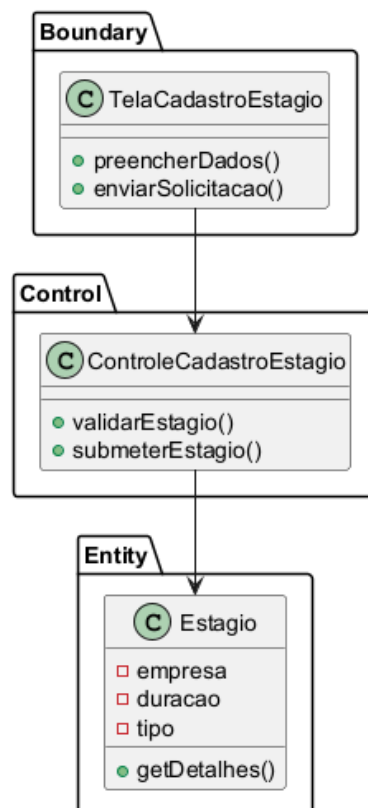 Boundary
C TelaCadastroEstagio
preencherDados()
enviarSolicitacao()
Control
C ControleCadastroEstagio
validarEstagio()
submeterEstagio()
Entity
C Estagio
empresa
duracao
tipo
getDetalhes()